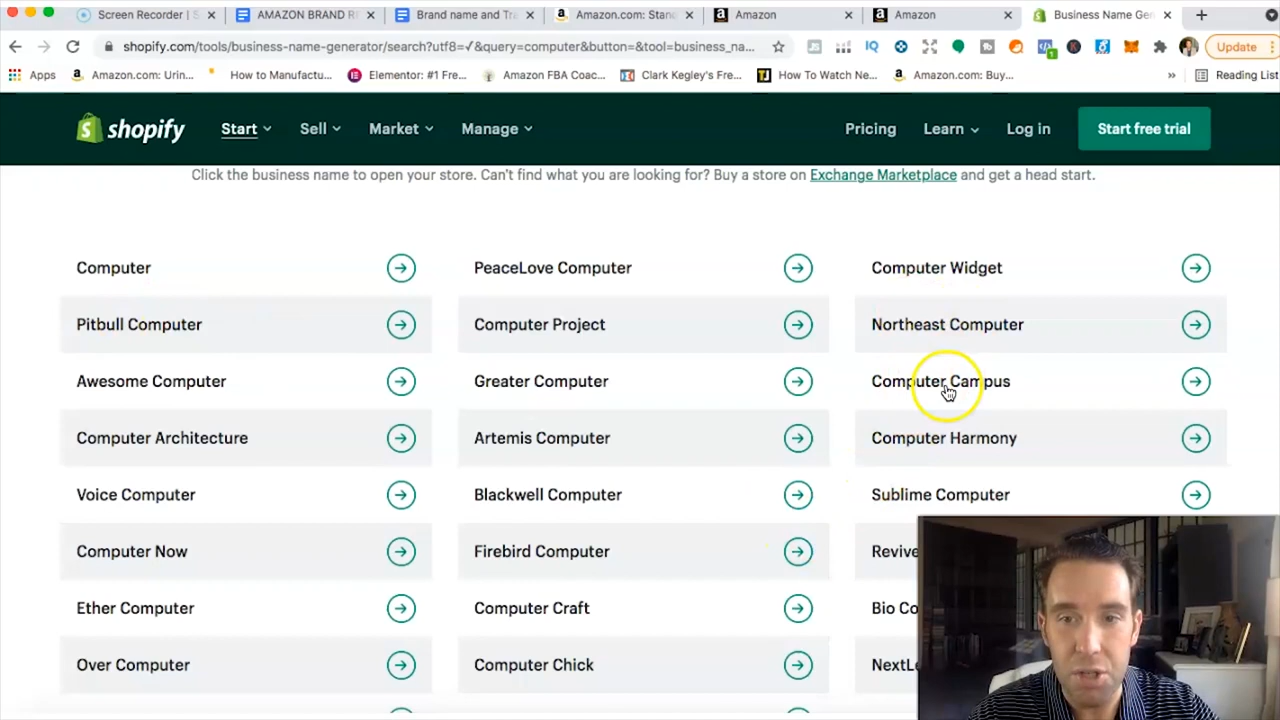 Screen Recorder | S
AMAZON BRAND RE
Brand name and Tra
Amazon.com: Stand
Amazon
Amazon
Business Name Gen
shopify.com/tools/business-name-generator/search?utf8=✓&query=computer&button=&tool=business_na...
Update
Apps
Amazon.com: Urin...
How to Manufactu...
Elementor: #1 Fre...
Amazon FBA Coac...
Clark Kegley's Fre...
How To Watch Ne...
Amazon.com: Buy...
»
Reading List
shopify
Start
Sell
Market
Manage
Pricing
Learn
Log in
Start free trial
Click the business name to open your store. Can't find what you are looking for? Buy a store on Exchange Marketplace and get a head start.
Computer
PeaceLove Computer
Computer Widget
Pitbull Computer
Computer Project
Northeast Computer
Awesome Computer
Greater Computer
Computer Campus
Computer Architecture
Artemis Computer
Computer Harmony
Voice Computer
Blackwell Computer
Sublime Computer
Computer Now
Firebird Computer
Revive
Ether Computer
Computer Craft
Bio Co
Over Computer
Computer Chick
NextLe